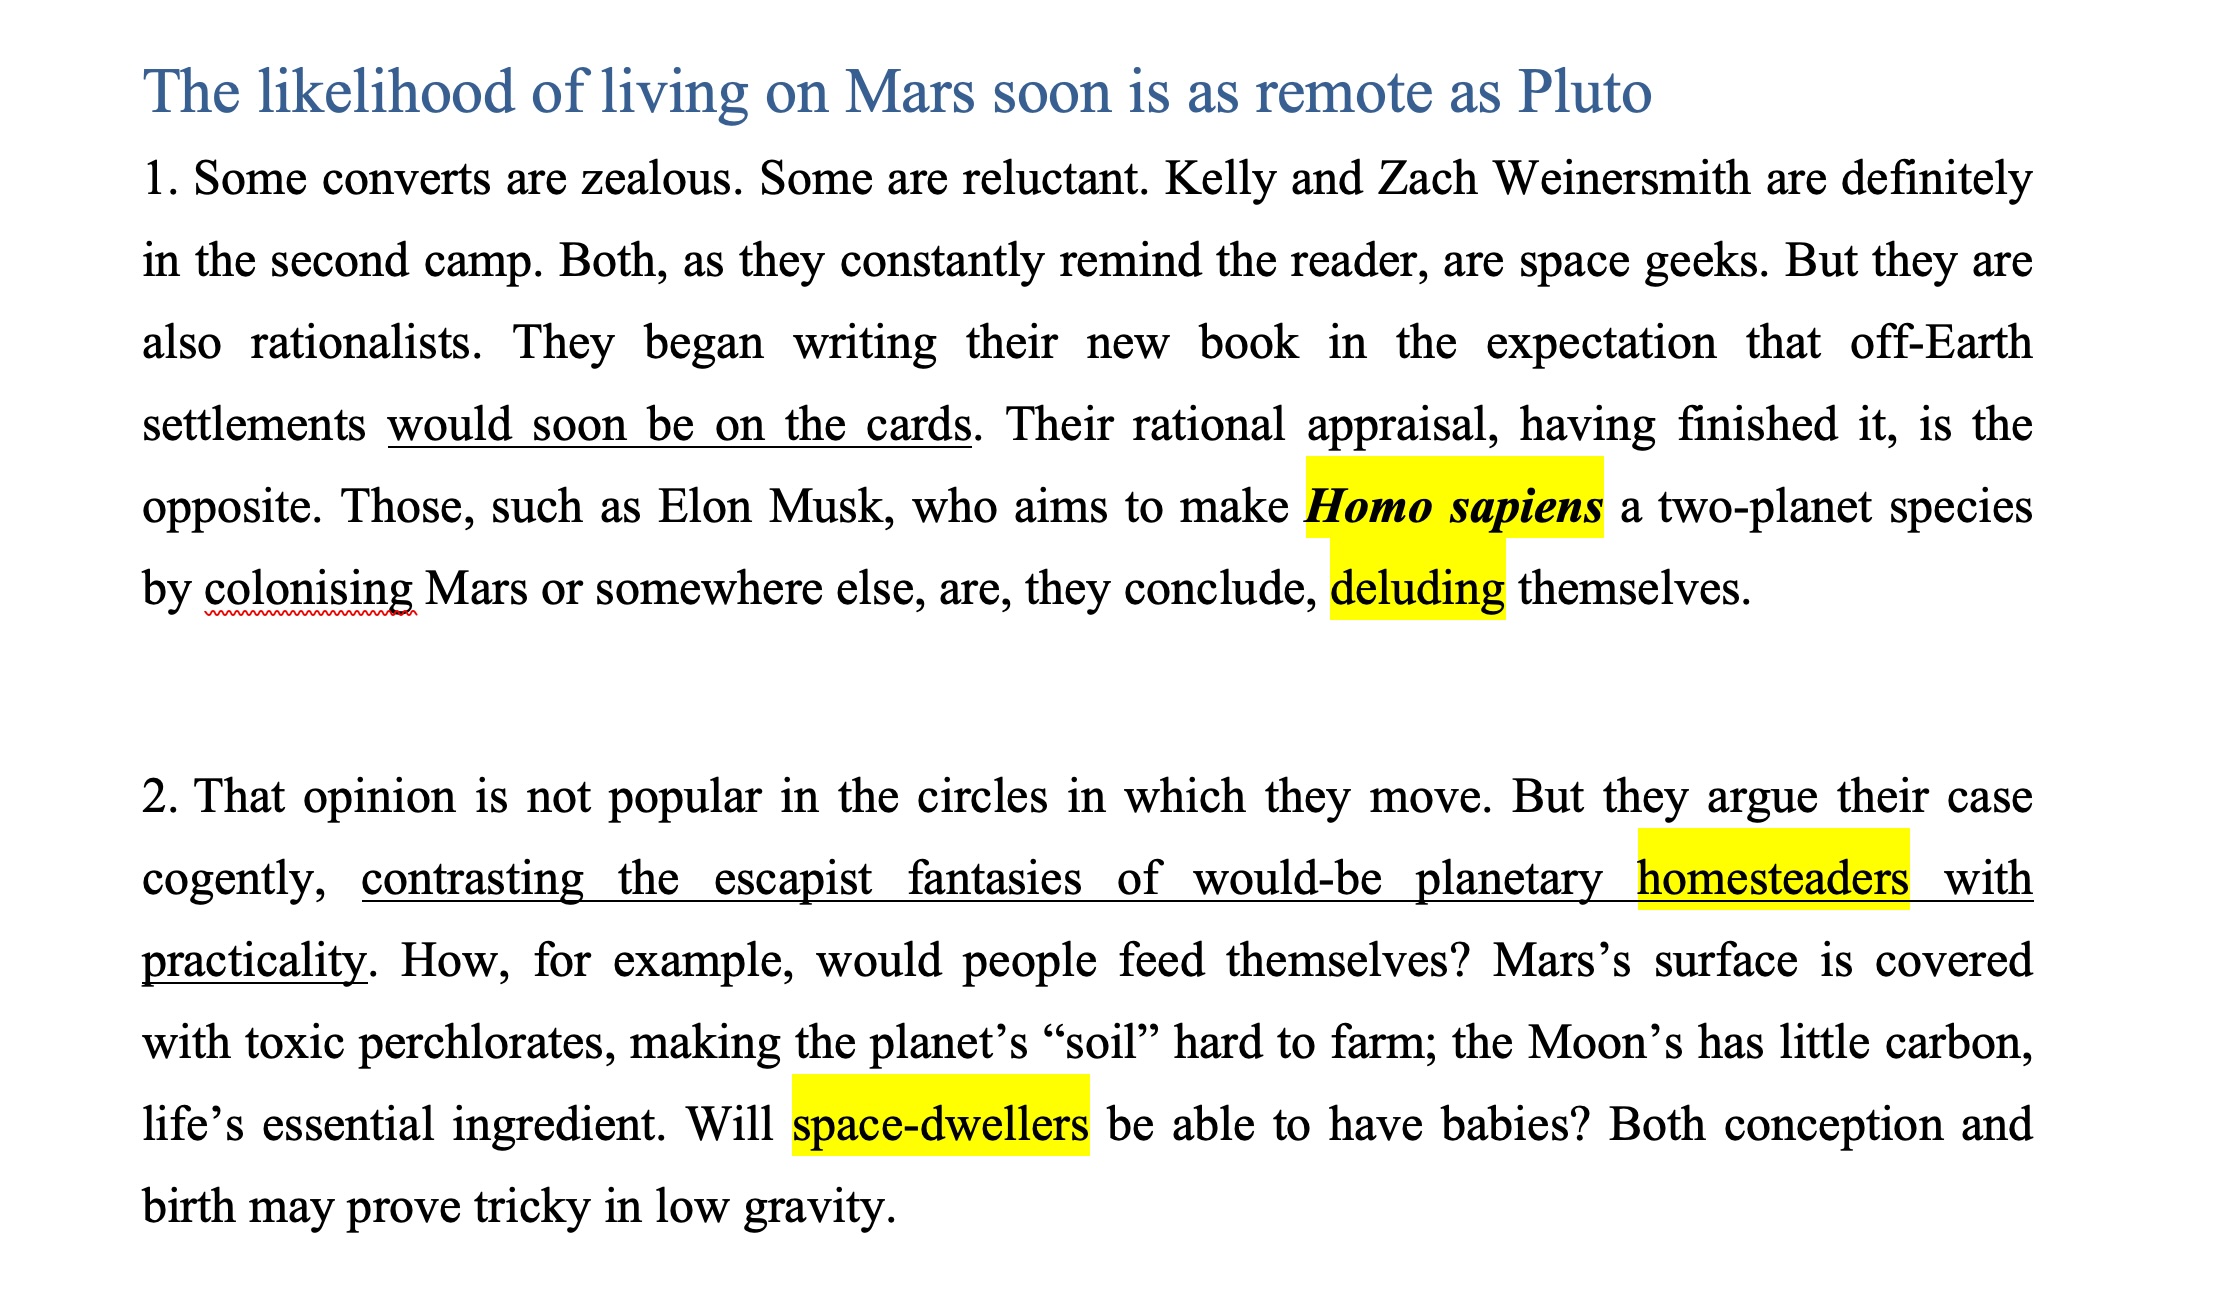 The likelihood of living on Mars soon is as remote as Pluto
1. Some converts are zealous. Some are reluctant. Kelly and Zach Weinersmith are definitely
in the second camp. Both, as they constantly remind the reader, are space geeks. But they are
also rationalists. They began writing their new book in the expectation that off-Earth
settlements would soon be on the cards. Their rational appraisal, having finished it, is the
opposite. Those, such as Elon Musk, who aims to make Homo sapiens a two-planet species
by colonising Mars or somewhere else, are, they conclude, deluding themselves.
2. That opinion is not popular in the circles in which they move. But they argue their case
cogently, contrasting the escapist fantasies of would-be planetary homesteaders with
practicality. How, for example, would people feed themselves? Mars’s surface is covered
with toxic perchlorates, making the planet’s “soil” hard to farm; the Moon’s has little carbon,
life’s essential ingredient. Will space-dwellers be able to have babies? Both conception and
birth may prove tricky in low gravity.